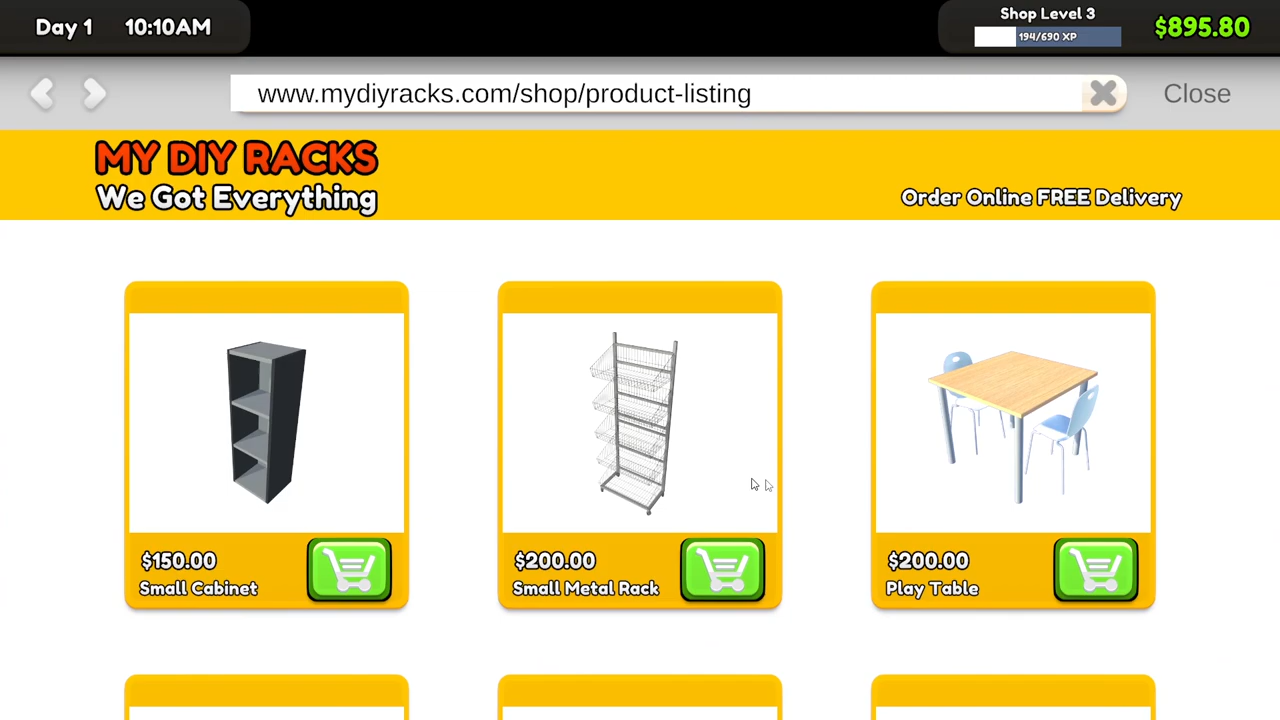 Day 1 10:10AM
Shop Level 3
194/690 XP
$895.80
www.mydiyracks.com/shop/product-listing
Close
MY DIY RACKS
We Got Everything
Order Online FREE Delivery
$150.00
Small Cabinet
$200.00
Small Metal Rack
$200.00
Play Table